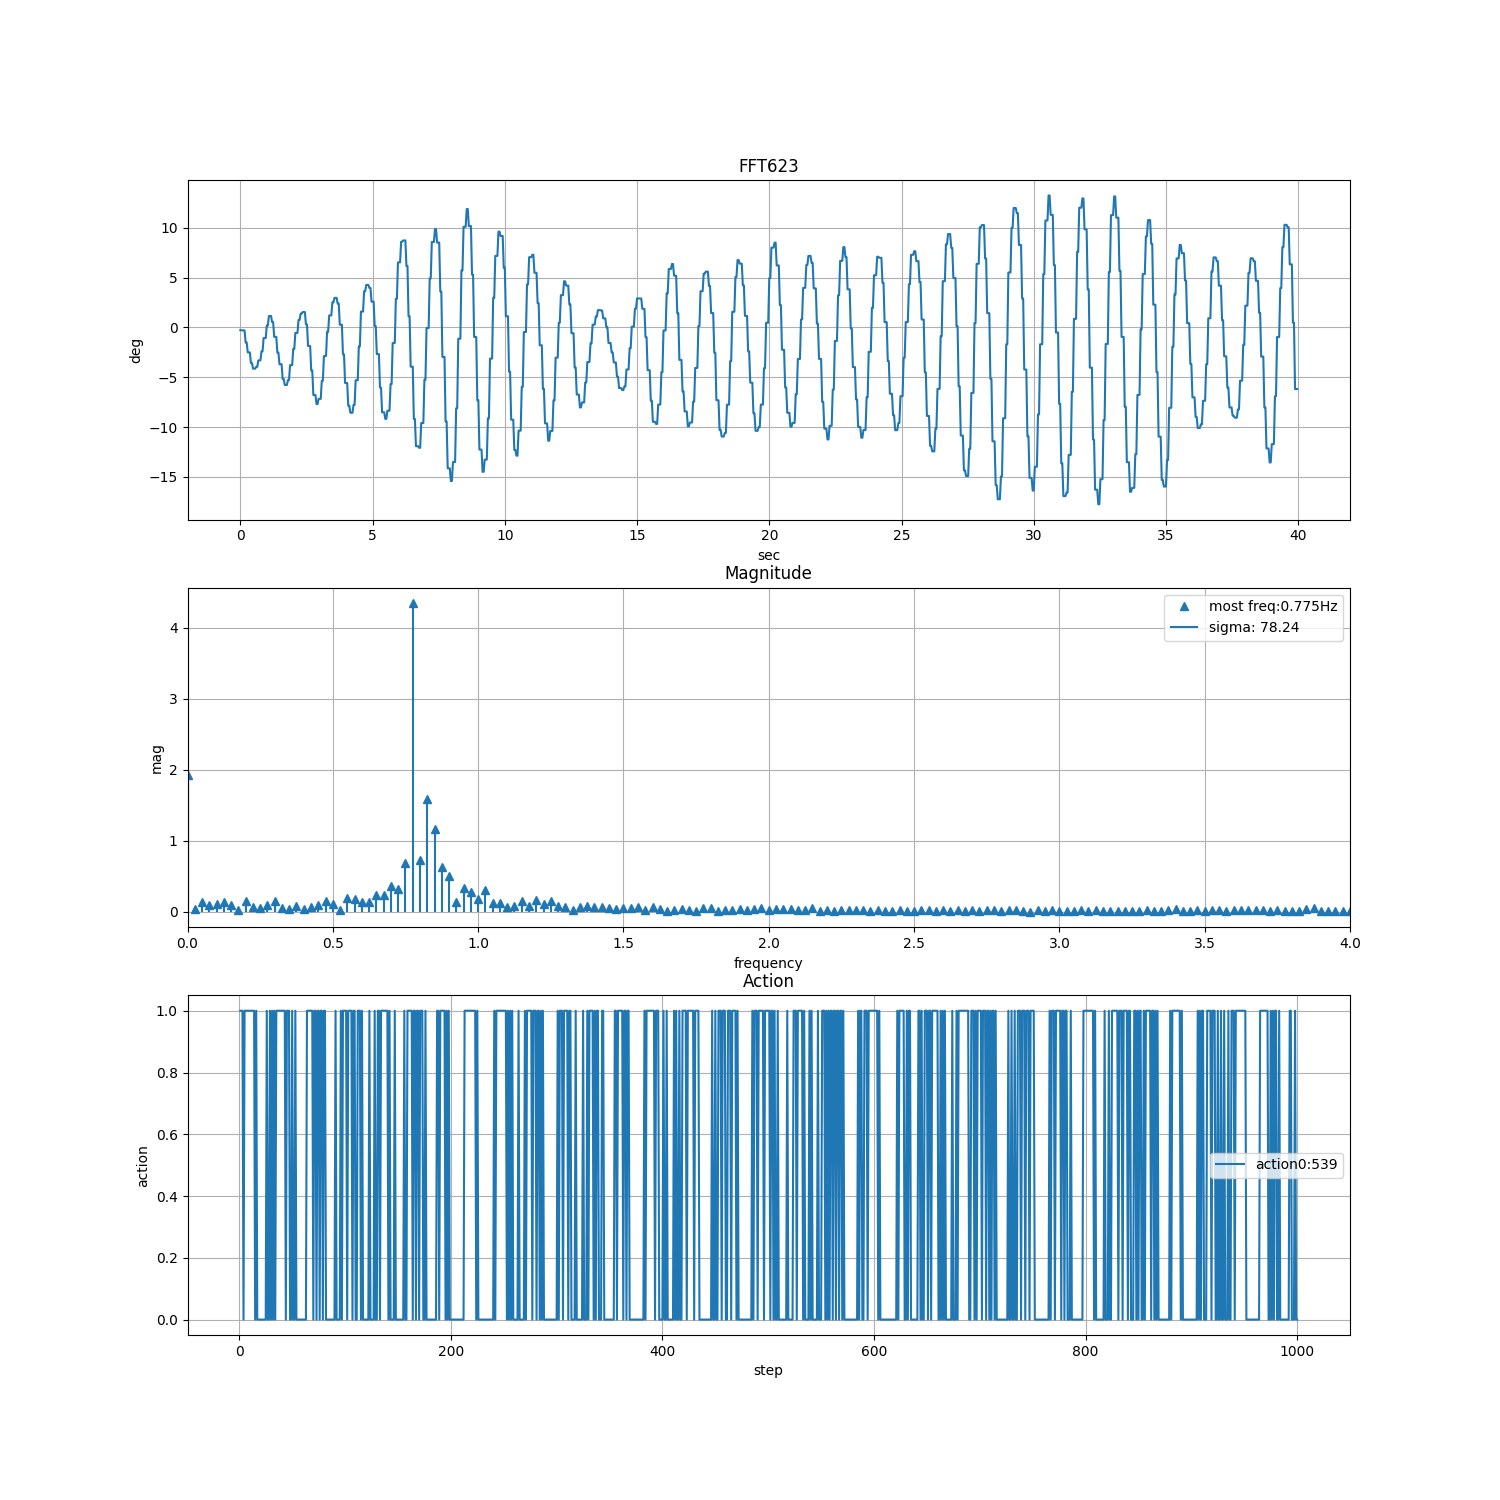 FFT623
10
5
0
−5
−10
−15
deg
0 5 10 15 20 25 30 35 40
sec
Magnitude
most freq:0.775Hz
sigma: 78.24
4
3
2
1
0
mag
0.0 0.5 1.0 1.5 2.0 2.5 3.0 3.5 4.0
frequency
Action
1.0
0.8
0.6
0.4
0.2
0.0
action
action0:539
0 200 400 600 800 1000
step